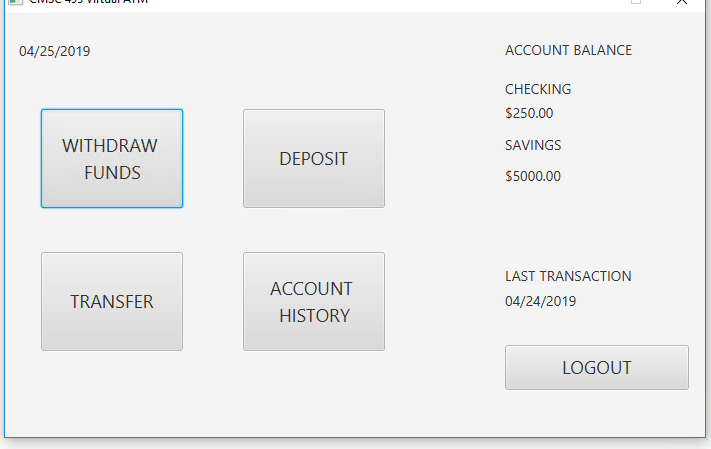 04/25/2019
ACCOUNT BALANCE
CHECKING
$250.00
SAVINGS
$5000.00
WITHDRAW
FUNDS
DEPOSIT
TRANSFER
ACCOUNT
HISTORY
LAST TRANSACTION
04/24/2019
LOGOUT